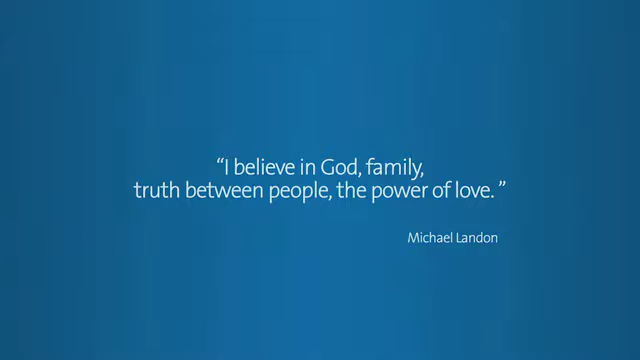 “I believe in God, family,
truth between people, the power of love. ”
Michael Landon